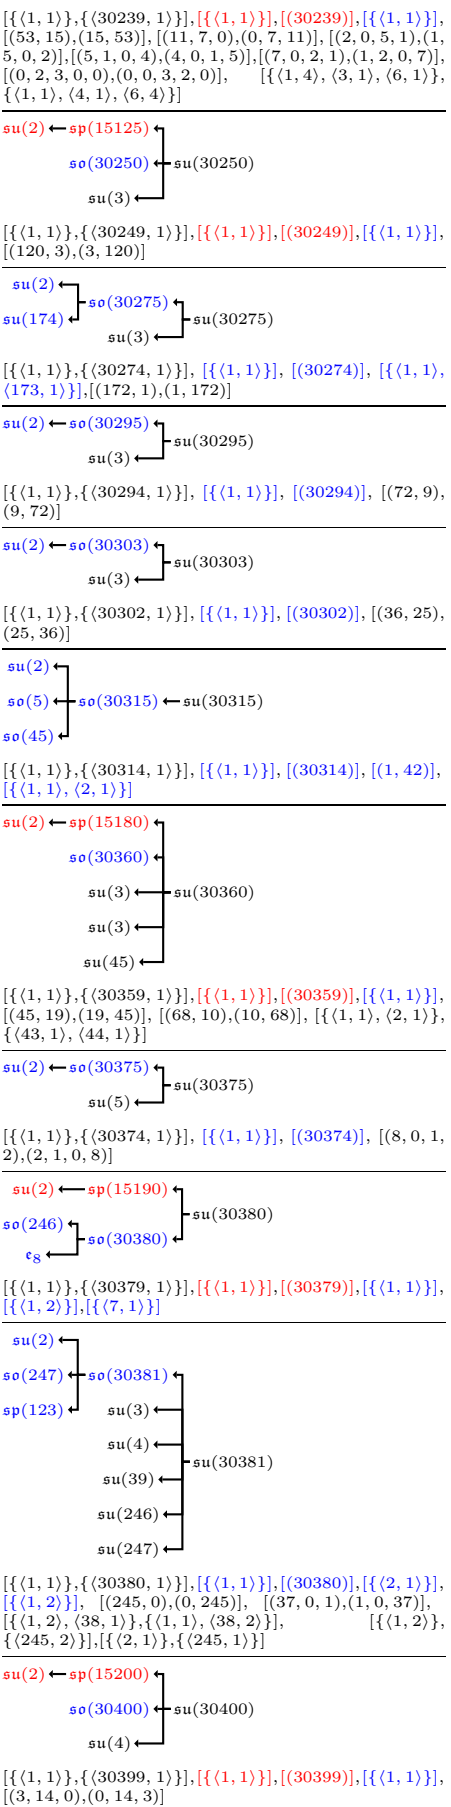 [{⟨1, 1⟩},{⟨30239, 1⟩}],[{⟨1, 1⟩}],[(30239)],[{⟨1, 1⟩}],
[(53, 15),(15, 53)], [(11, 7, 0),(0, 7, 11)], [(2, 0, 5, 1),(1,
5, 0, 2)],[(5, 1, 0, 4),(4, 0, 1, 5)],[(7, 0, 2, 1),(1, 2, 0, 7)],
[(0, 2, 3, 0, 0),(0, 0, 3, 2, 0)], [{⟨1, 4⟩, ⟨3, 1⟩, ⟨6, 1⟩},
{⟨1, 1⟩, ⟨4, 1⟩, ⟨6, 4⟩}]
𝔰𝔲(2) 𝔰𝔭(15125)
𝔰𝔬(30250) 𝔰𝔲(30250)
𝔰𝔲(3)
[{⟨1, 1⟩},{⟨30249, 1⟩}],[{⟨1, 1⟩}],[(30249)],[{⟨1, 1⟩}],
[(120, 3),(3, 120)]
𝔰𝔲(2)
𝔰𝔬(30275)
𝔰𝔲(174) 𝔰𝔲(30275)
𝔰𝔲(3)
[{⟨1, 1⟩},{⟨30274, 1⟩}], [{⟨1, 1⟩}], [(30274)], [{⟨1, 1⟩,
⟨173, 1⟩}],[(172, 1),(1, 172)]
𝔰𝔲(2) 𝔰𝔬(30295)
𝔰𝔲(30295)
𝔰𝔲(3)
[{⟨1, 1⟩},{⟨30294, 1⟩}], [{⟨1, 1⟩}], [(30294)], [(72, 9),
(9, 72)]
𝔰𝔲(2) 𝔰𝔬(30303)
𝔰𝔲(30303)
𝔰𝔲(3)
[{⟨1, 1⟩},{⟨30302, 1⟩}], [{⟨1, 1⟩}], [(30302)], [(36, 25),
(25, 36)]
𝔰𝔲(2)
𝔰𝔬(5) 𝔰𝔬(30315) 𝔰𝔲(30315)
𝔰𝔬(45)
[{⟨1, 1⟩},{⟨30314, 1⟩}], [{⟨1, 1⟩}], [(30314)], [(1, 42)],
[{⟨1, 1⟩, ⟨2, 1⟩}]
𝔰𝔲(2) 𝔰𝔭(15180)
𝔰𝔬(30360)
𝔰𝔲(3) 𝔰𝔲(30360)
𝔰𝔲(3)
𝔰𝔲(45)
[{⟨1, 1⟩},{⟨30359, 1⟩}],[{⟨1, 1⟩}],[(30359)],[{⟨1, 1⟩}],
[(45, 19),(19, 45)], [(68, 10),(10, 68)], [{⟨1, 1⟩, ⟨2, 1⟩},
{⟨43, 1⟩, ⟨44, 1⟩}]
𝔰𝔲(2) 𝔰𝔬(30375)
𝔰𝔲(30375)
𝔰𝔲(5)
[{⟨1, 1⟩},{⟨30374, 1⟩}], [{⟨1, 1⟩}], [(30374)], [(8, 0, 1,
2),(2, 1, 0, 8)]
𝔰𝔲(2) 𝔰𝔭(15190)
𝔰𝔲(30380)
𝔰𝔬(246)
𝔰𝔬(30380)
𝔢₈
[{⟨1, 1⟩},{⟨30379, 1⟩}],[{⟨1, 1⟩}],[(30379)],[{⟨1, 1⟩}],
[{⟨1, 2⟩}],[{⟨7, 1⟩}]
𝔰𝔲(2)
𝔰𝔬(247) 𝔰𝔬(30381)
𝔰𝔭(123) 𝔰𝔲(3)
𝔰𝔲(4)
𝔰𝔲(30381)
𝔰𝔲(39)
𝔰𝔲(246)
𝔰𝔲(247)
[{⟨1, 1⟩},{⟨30380, 1⟩}],[{⟨1, 1⟩}],[(30380)],[{⟨2, 1⟩}],
[{⟨1, 2⟩}], [(245, 0),(0, 245)], [(37, 0, 1),(1, 0, 37)],
[{⟨1, 2⟩, ⟨38, 1⟩},{⟨1, 1⟩, ⟨38, 2⟩}], [{⟨1, 2⟩},
{⟨245, 2⟩}],[{⟨2, 1⟩},{⟨245, 1⟩}]
𝔰𝔲(2) 𝔰𝔭(15200)
𝔰𝔬(30400) 𝔰𝔲(30400)
𝔰𝔲(4)
[{⟨1, 1⟩},{⟨30399, 1⟩}],[{⟨1, 1⟩}],[(30399)],[{⟨1, 1⟩}],
[(3, 14, 0),(0, 14, 3)]